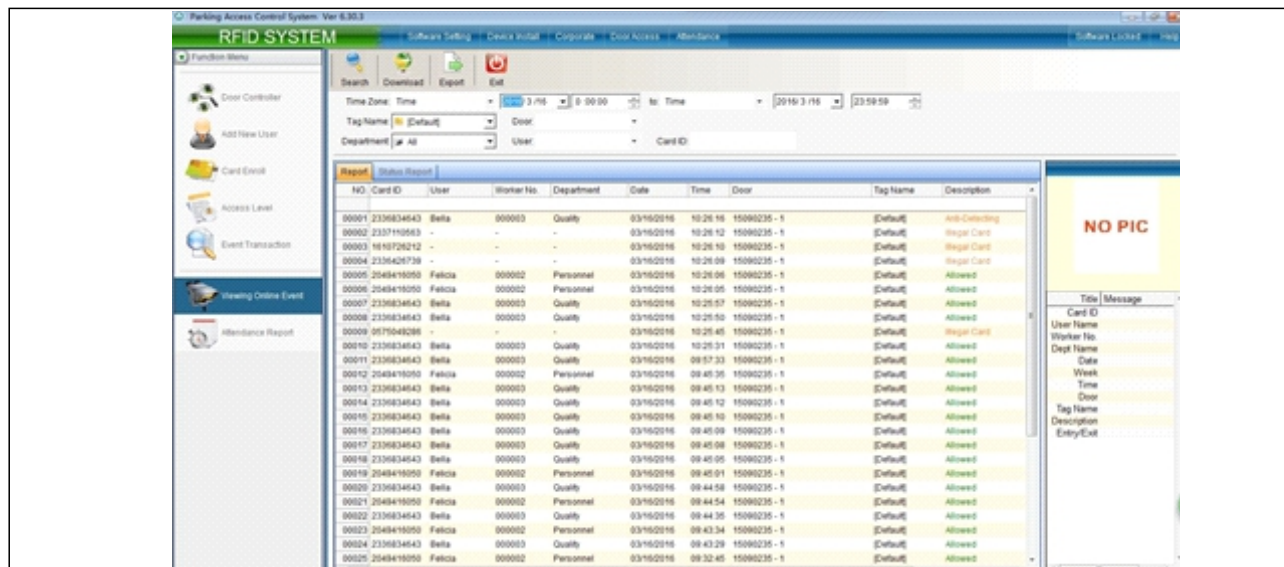 Parking Access Control System Ver 6.30.3
RFID SYSTEM
Software Setting Device Install Corporate Door Access Attendance Software Locked Help
Function Menu
Door Controller
Add New User
Card Enroll
Access Level
Event Transaction
Viewing Online Event
Attendance Report
Search Download Export Exit
Time Zone: Time 2016/ 3 /16 0:00:00 to: Time 2016/ 3 /16 23:59:59
Tag Name: [Default] Door:
Department: All User: Card ID:
Report Status Report
NO. Card ID User Worker No. Department Date Time Door Tag Name Description
00001 2336834643 Bella 000003 Quality 03/16/2016 10:26:16 15090235 - 1 [Default] Anti-Detecting
00002 2337110563 - - - 03/16/2016 10:26:12 15090235 - 1 [Default] Illegal Card
00003 1610726212 - - - 03/16/2016 10:26:10 15090235 - 1 [Default] Illegal Card
00004 2336426739 - - - 03/16/2016 10:26:09 15090235 - 1 [Default] Illegal Card
00005 2049416050 Felicia 000002 Personnel 03/16/2016 10:26:06 15090235 - 1 [Default] Allowed
00006 2049416050 Felicia 000002 Personnel 03/16/2016 10:26:05 15090235 - 1 [Default] Allowed
00007 2336834643 Bella 000003 Quality 03/16/2016 10:25:57 15090235 - 1 [Default] Allowed
00008 2336834643 Bella 000003 Quality 03/16/2016 10:25:50 15090235 - 1 [Default] Allowed
00009 0575049286 - - - 03/16/2016 10:25:45 15090235 - 1 [Default] Illegal Card
00010 2336834643 Bella 000003 Quality 03/16/2016 10:25:31 15090235 - 1 [Default] Allowed
00011 2336834643 Bella 000003 Quality 03/16/2016 09:57:33 15090235 - 1 [Default] Allowed
00012 2049416050 Felicia 000002 Personnel 03/16/2016 09:45:35 15090235 - 1 [Default] Allowed
00013 2336834643 Bella 000003 Quality 03/16/2016 09:45:13 15090235 - 1 [Default] Allowed
00014 2336834643 Bella 000003 Quality 03/16/2016 09:45:12 15090235 - 1 [Default] Allowed
00015 2336834643 Bella 000003 Quality 03/16/2016 09:45:10 15090235 - 1 [Default] Allowed
00016 2336834643 Bella 000003 Quality 03/16/2016 09:45:09 15090235 - 1 [Default] Allowed
00017 2336834643 Bella 000003 Quality 03/16/2016 09:45:08 15090235 - 1 [Default] Allowed
00018 2336834643 Bella 000003 Quality 03/16/2016 09:45:05 15090235 - 1 [Default] Allowed
00019 2049416050 Felicia 000002 Personnel 03/16/2016 09:45:01 15090235 - 1 [Default] Allowed
00020 2336834643 Bella 000003 Quality 03/16/2016 09:44:58 15090235 - 1 [Default] Allowed
00021 2049416050 Felicia 000002 Personnel 03/16/2016 09:44:54 15090235 - 1 [Default] Allowed
00022 2336834643 Bella 000003 Quality 03/16/2016 09:44:35 15090235 - 1 [Default] Allowed
00023 2049416050 Felicia 000002 Personnel 03/16/2016 09:43:34 15090235 - 1 [Default] Allowed
00024 2336834643 Bella 000003 Quality 03/16/2016 09:43:29 15090235 - 1 [Default] Allowed
00025 2049416050 Felicia 000002 Personnel 03/16/2016 09:32:45 15090235 - 1 [Default] Allowed
NO PIC
Title Message
Card ID
User Name
Worker No.
Dept Name
Date
Week
Time
Door
Tag Name
Description
Entry/Exit